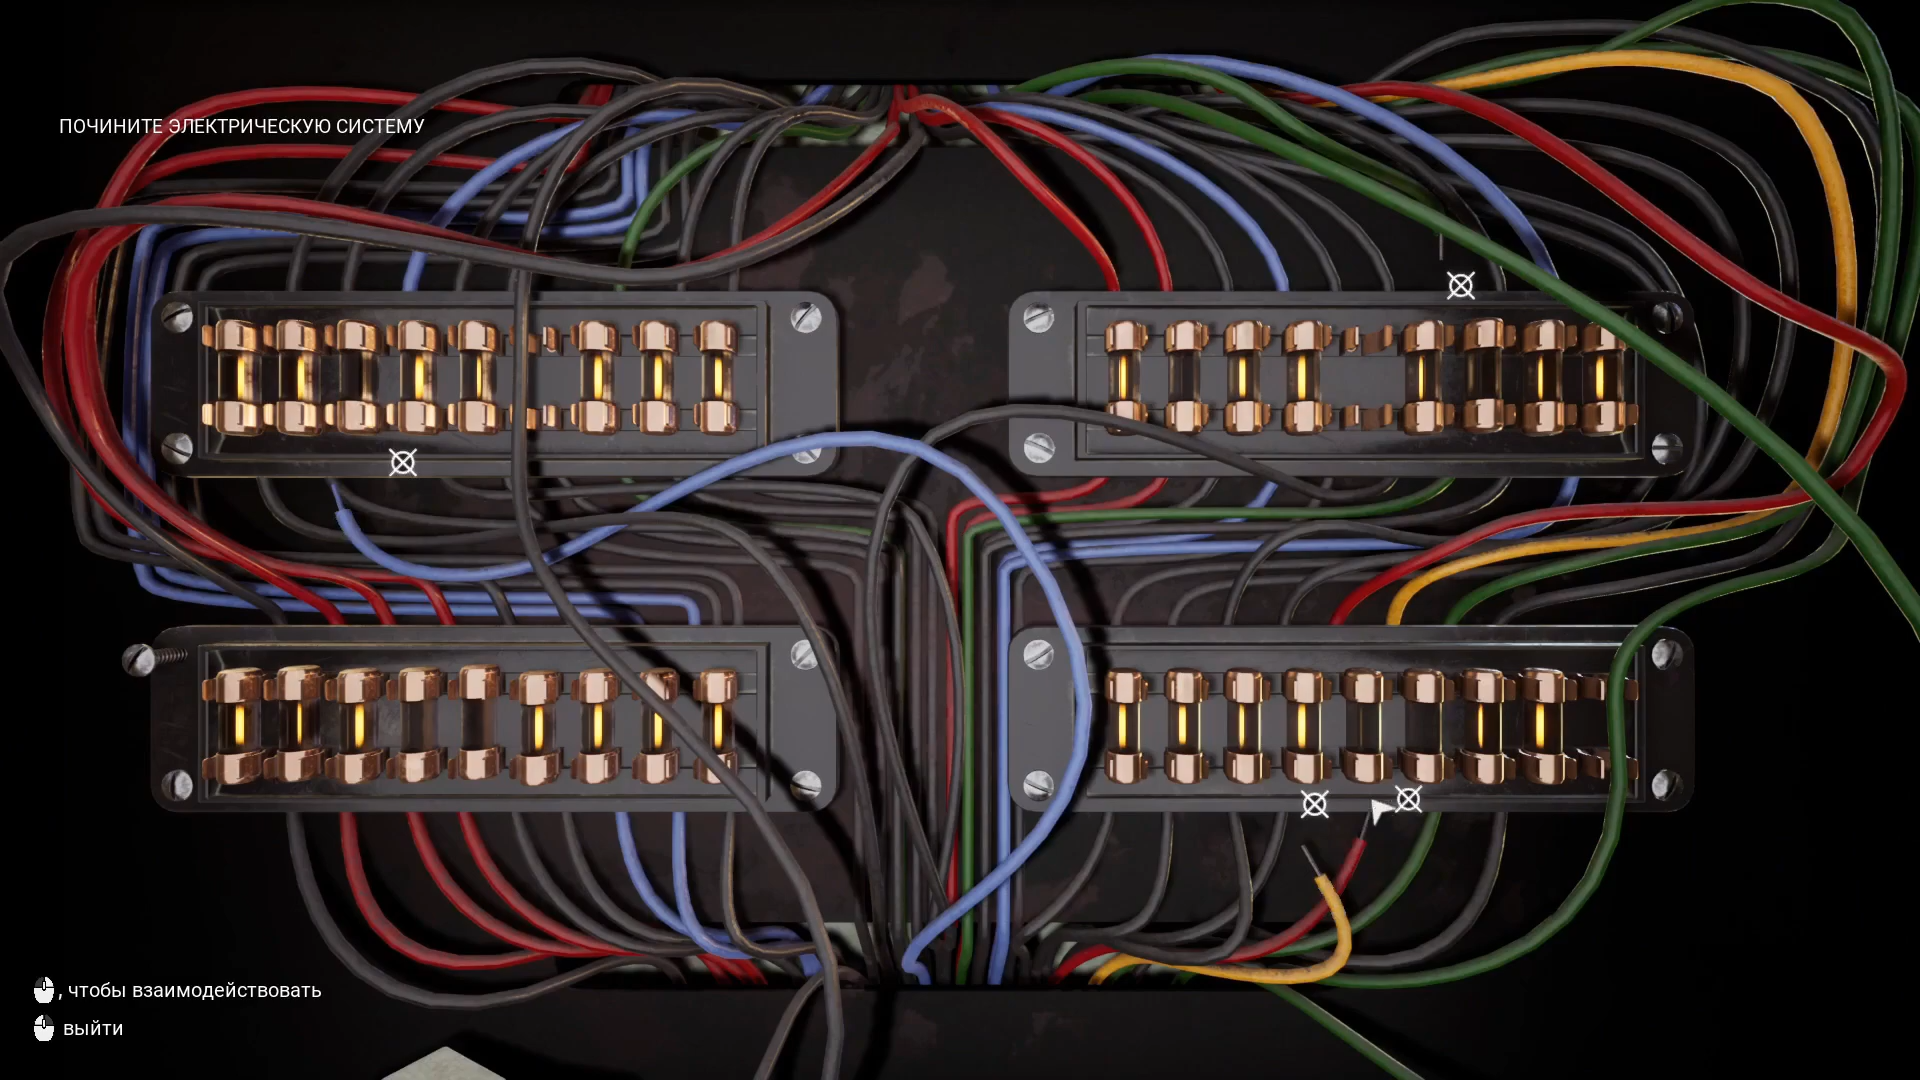 ПОЧИНИТЕ ЭЛЕКТРИЧЕСКУЮ СИСТЕМУ
, чтобы взаимодействовать
выйти